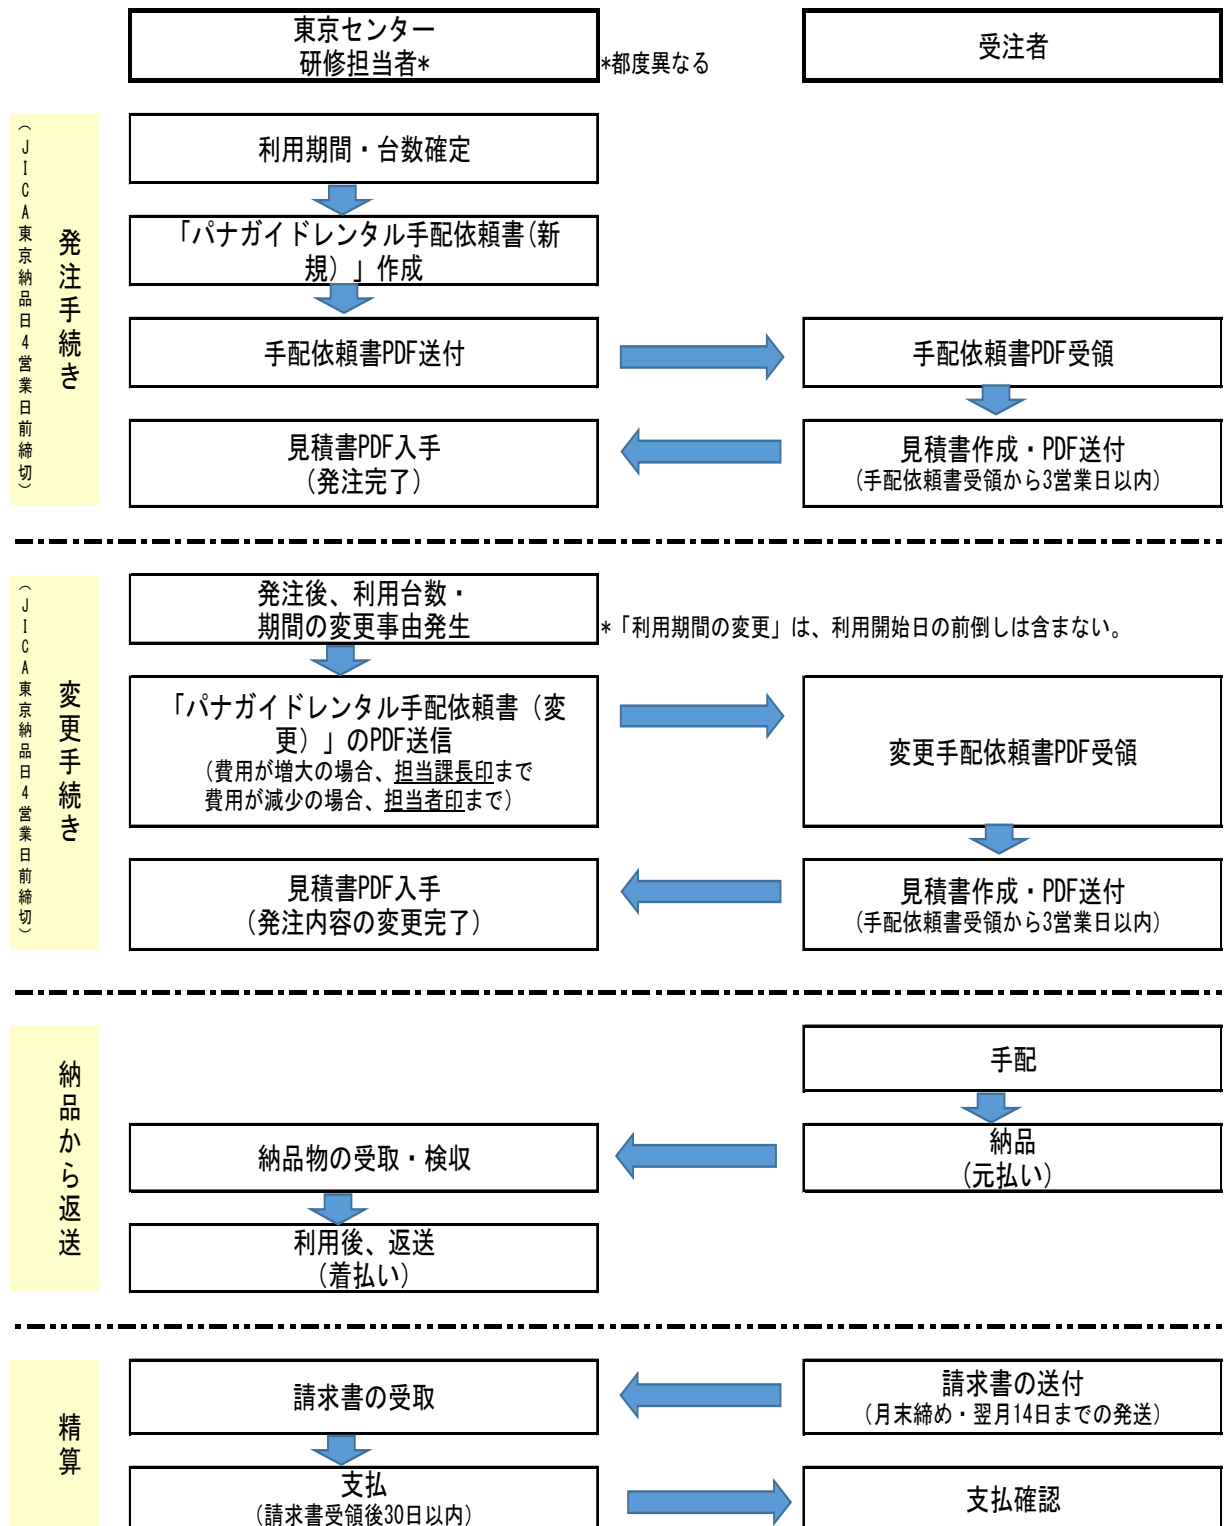 東京センター
研修担当者*
*都度異なる
受注者
(JICA東京納品日4営業日前締切)
発注手続き
利用期間・台数確定
「パナガイドレンタル手配依頼書(新
規)」作成
手配依頼書PDF送付
手配依頼書PDF受領
見積書PDF入手
(発注完了)
見積書作成・PDF送付
(手配依頼書受領から3営業日以内)
(JICA東京納品日4営業日前締切)
変更手続き
発注後、利用台数・
期間の変更事由発生
*「利用期間の変更」は、利用開始日の前倒しは含まない。
「パナガイドレンタル手配依頼書(変
更)」のPDF送信
(費用が増大の場合、担当課長印まで
費用が減少の場合、担当者印まで)
変更手配依頼書PDF受領
見積書PDF入手
(発注内容の変更完了)
見積書作成・PDF送付
(手配依頼書受領から3営業日以内)
納品から返送
手配
納品物の受取・検収
納品
(元払い)
利用後、返送
(着払い)
精算
請求書の受取
請求書の送付
(月末締め・翌月14日までの発送)
支払
(請求書受領後30日以内)
支払確認